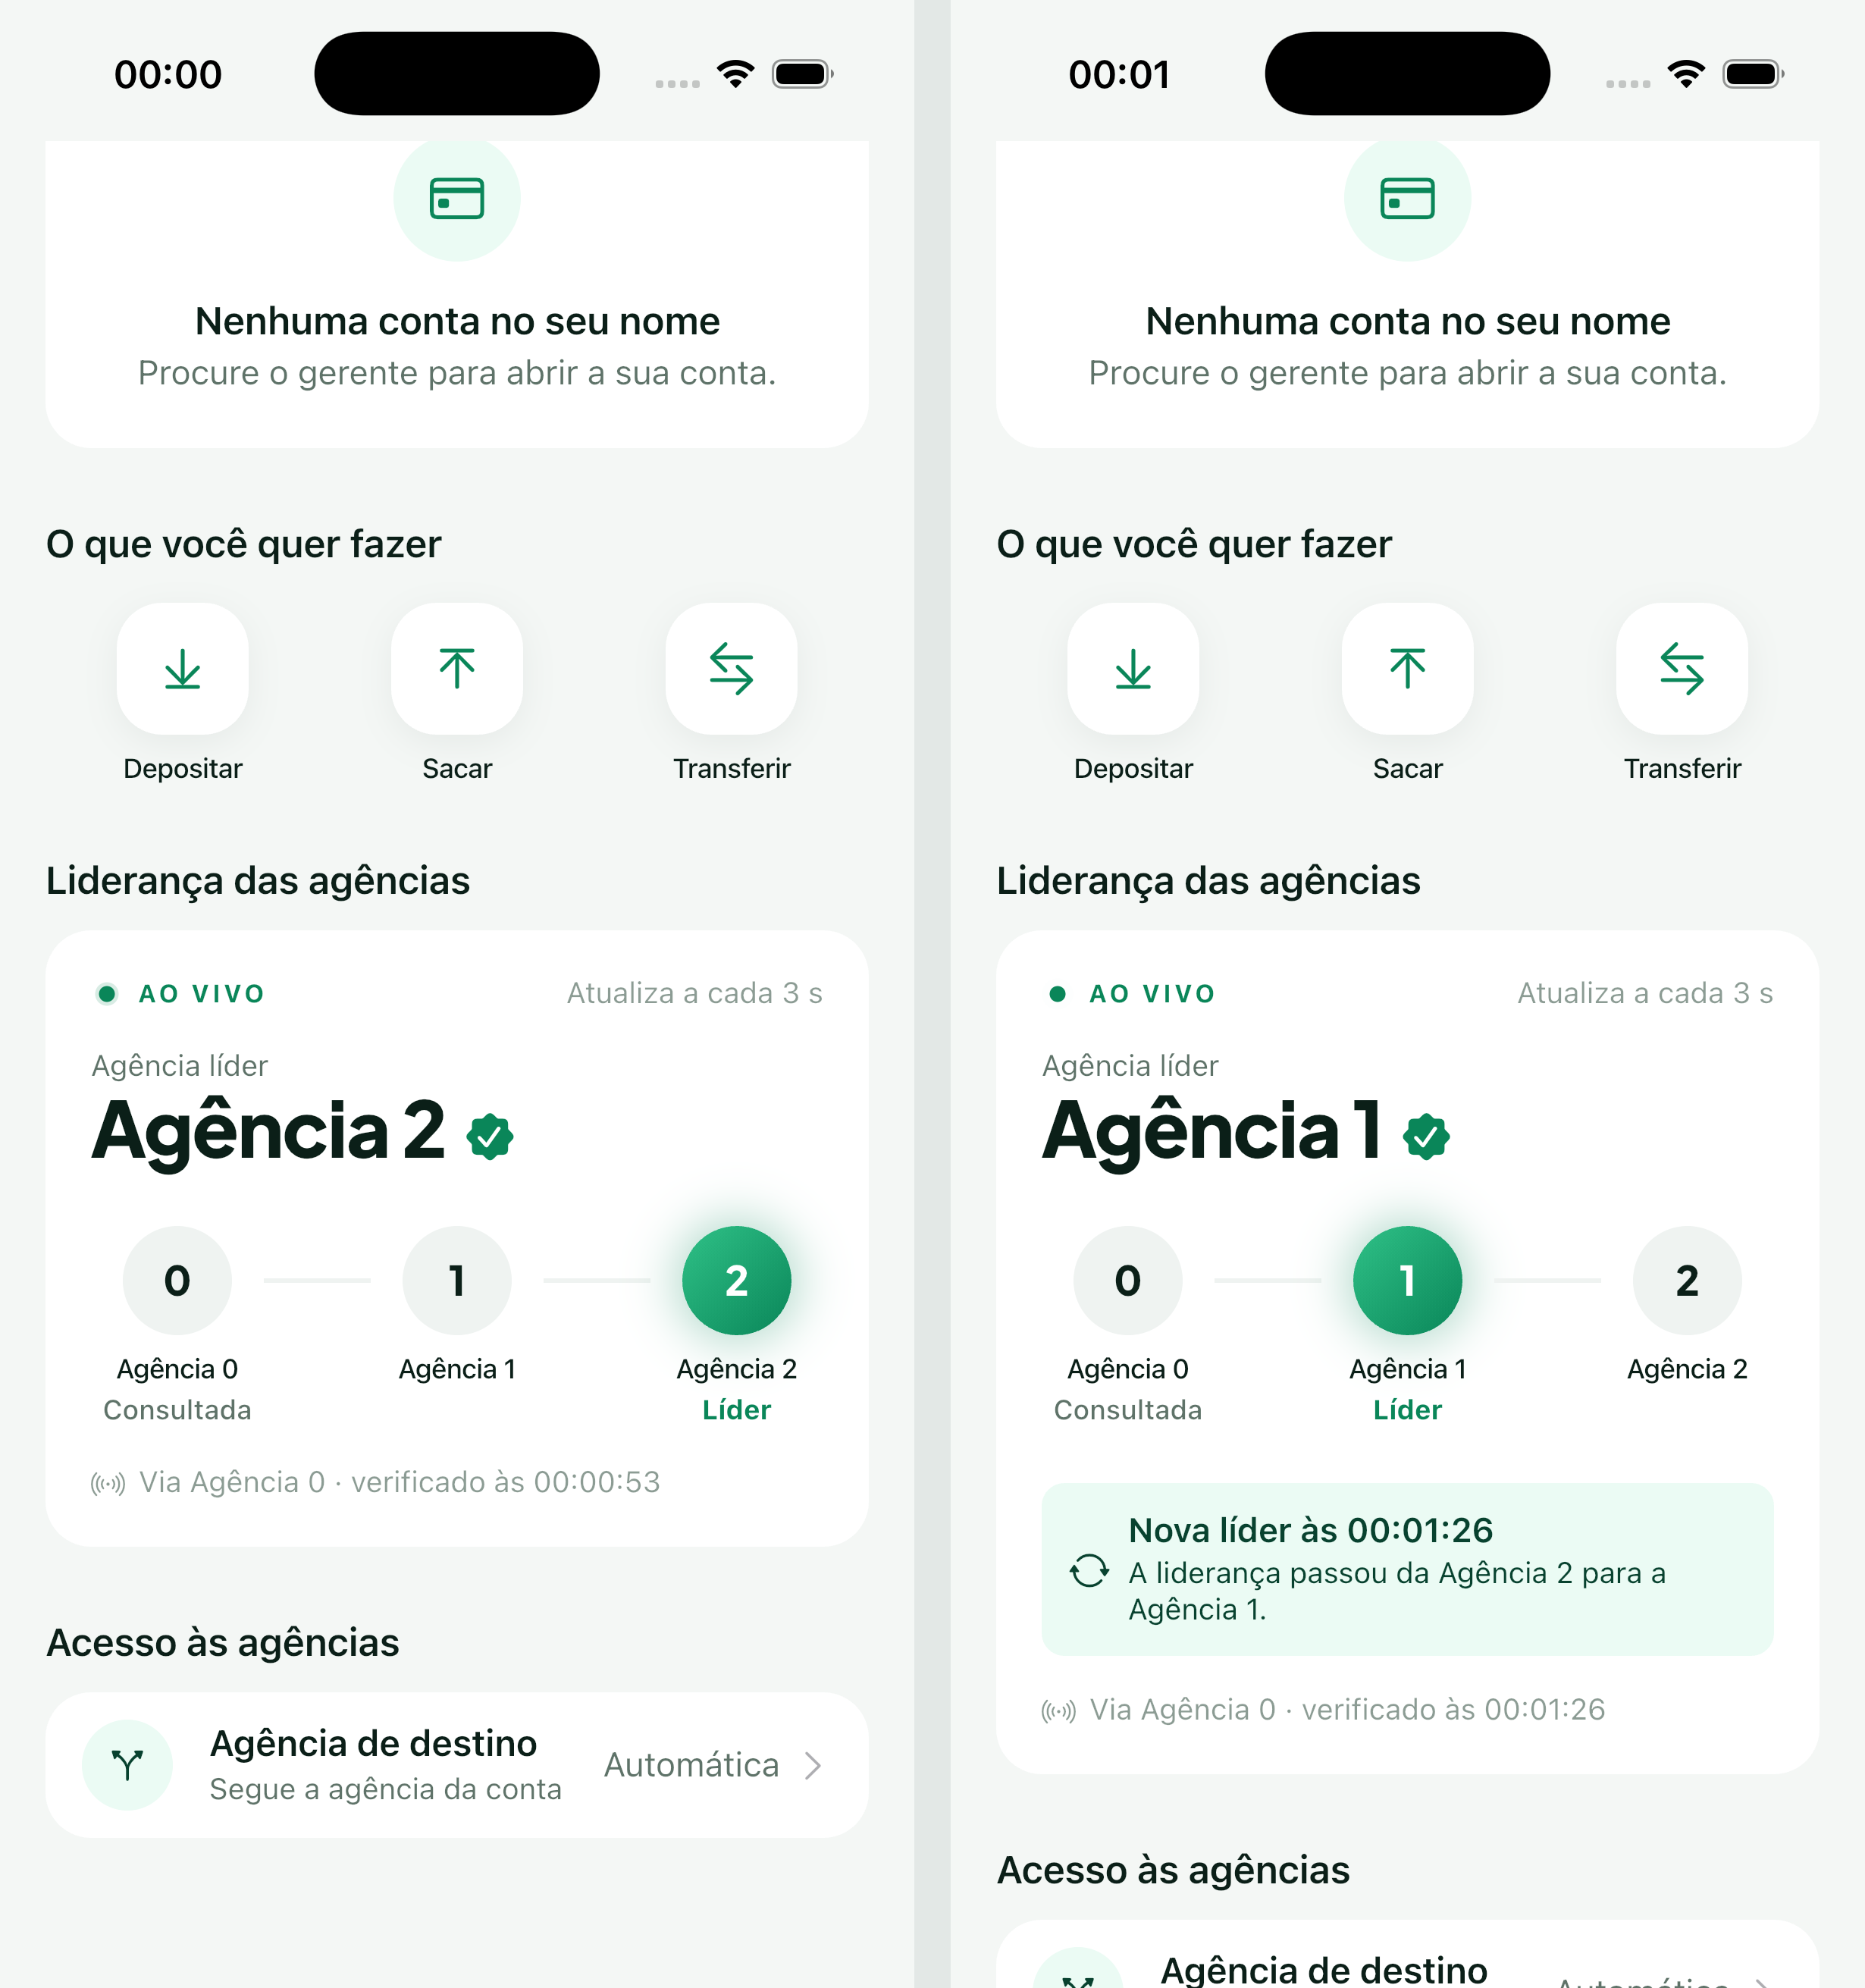 00:00
Nenhuma conta no seu nome
Procure o gerente para abrir a sua conta.
O que você quer fazer
Depositar
Sacar
Transferir
Liderança das agências
AO VIVO
Atualiza a cada 3 s
Agência líder
Agência 2
0
1
2
Agência 0
Agência 1
Agência 2
Consultada
Líder
Via Agência 0 · verificado às 00:00:53
Acesso às agências
Agência de destino
Segue a agência da conta
Automática
00:01
Nenhuma conta no seu nome
Procure o gerente para abrir a sua conta.
O que você quer fazer
Depositar
Sacar
Transferir
Liderança das agências
AO VIVO
Atualiza a cada 3 s
Agência líder
Agência 1
0
1
2
Agência 0
Agência 1
Agência 2
Consultada
Líder
Nova líder às 00:01:26
A liderança passou da Agência 2 para a
Agência 1.
Via Agência 0 · verificado às 00:01:26
Acesso às agências
Agência de destino
Automática